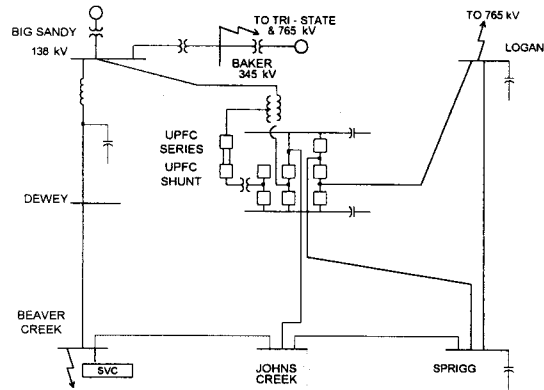 BIG SANDY
138 kV
TO TRI - STATE
& 765 kV
BAKER
345 kV
TO 765 kV
LOGAN
UPFC
SERIES
UPFC
SHUNT
DEWEY
BEAVER
CREEK
SVC
JOHNS
CREEK
SPRIGG